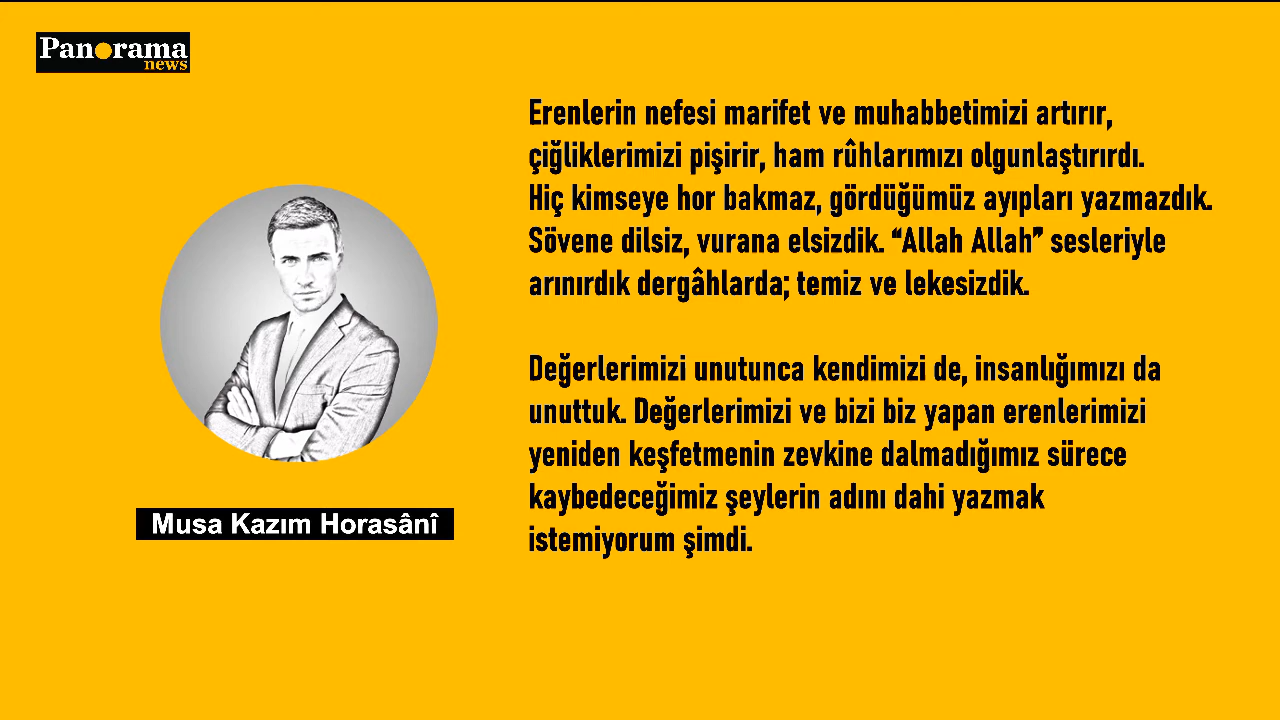 Panorama
news
Erenlerin nefesi marifet ve muhabbetimizi artırır,
çiğliklerimizi pişirir, ham rûhlarımızı olgunlaştırırdı.
Hiç kimseye hor bakmaz, gördüğümüz ayıpları yazmazdık.
Sövene dilsiz, vurana elsizdik. “Allah Allah” sesleriyle
arınırdık dergâhlarda; temiz ve lekesizdik.
Değerlerimizi unutunca kendimizi de, insanlığımızı da
unuttuk. Değerlerimizi ve bizi biz yapan erenlerimizi
yeniden keşfetmenin zevkine dalmadığımız sürece
kaybedeceğimiz şeylerin adını dahi yazmak
istemiyorum şimdi.
Musa Kazım Horasânî